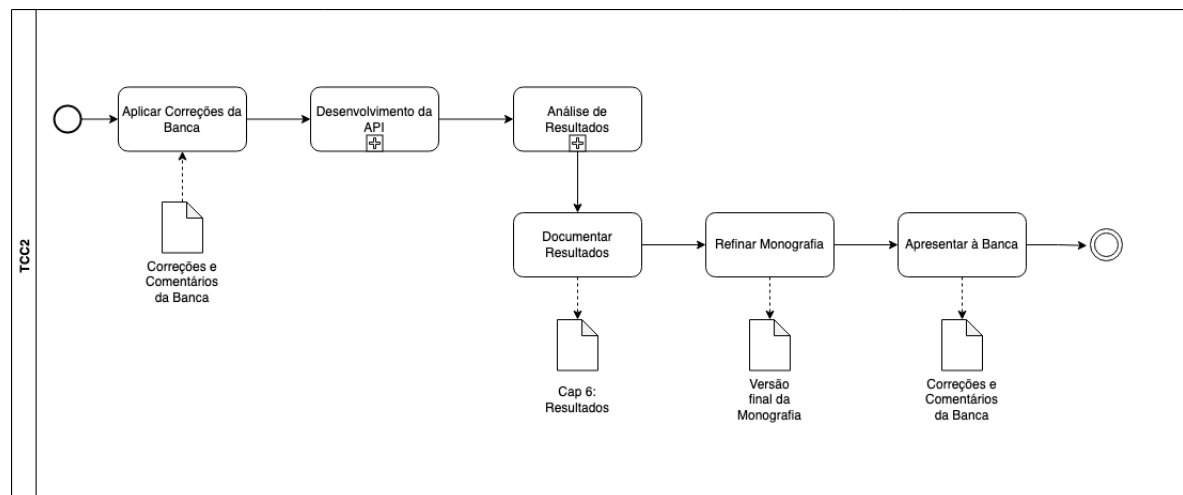 TCC2
Aplicar Correções da
Banca
Desenvolvimento da
API
Análise de
Resultados
Correções e
Comentários
da Banca
Documentar
Resultados
Refinar Monografia
Apresentar à Banca
Cap 6:
Resultados
Versão
final da
Monografia
Correções e
Comentários
da Banca